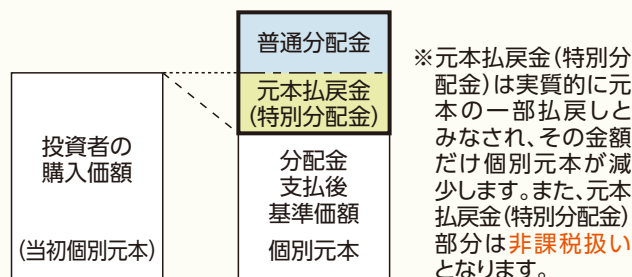 普通分配金
元本払戻金
(特別分配金)
投資者の
購入価額
(当初個別元本)
分配金
支払後
基準価額
個別元本
※元本払戻金(特別分
配金)は実質的に元
本の一部払戻しと
みなされ、その金額
だけ個別元本が減
少します。また、元本
払戻金(特別分配金)
部分は非課税扱い
となります。